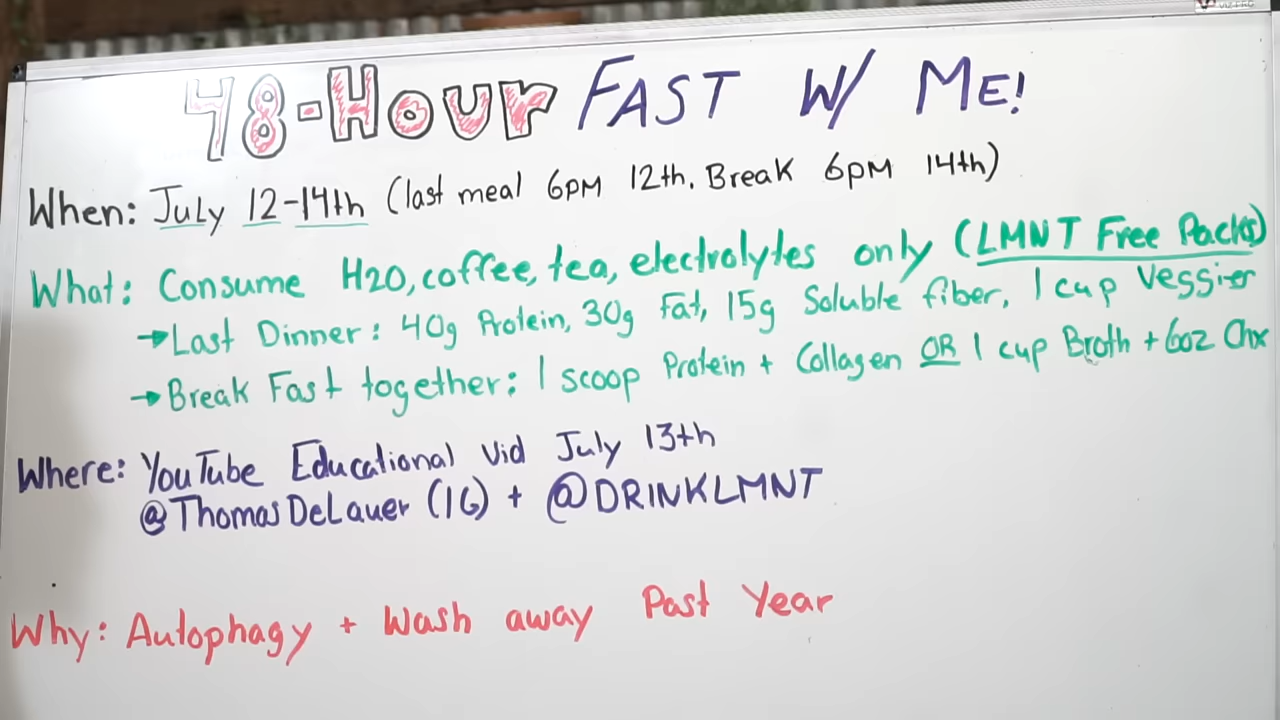 48-Hour FAST W/ ME!
When: July 12-14th (last meal 6pm 12th. Break 6pm 14th)
What: Consume H2O, coffee, tea, electrolytes only (LMNT Free Packs)
→Last Dinner: 40g Protein, 30g Fat, 15g Soluble fiber, 1 cup Veggies
→Break Fast together: 1 scoop Protein + Collagen OR 1 cup Broth + 6oz Chx
Where: YouTube Educational Vid July 13th
@ThomasDeLauer (IG) + @DRINKLMNT
Why: Autophagy + Wash away Past Year